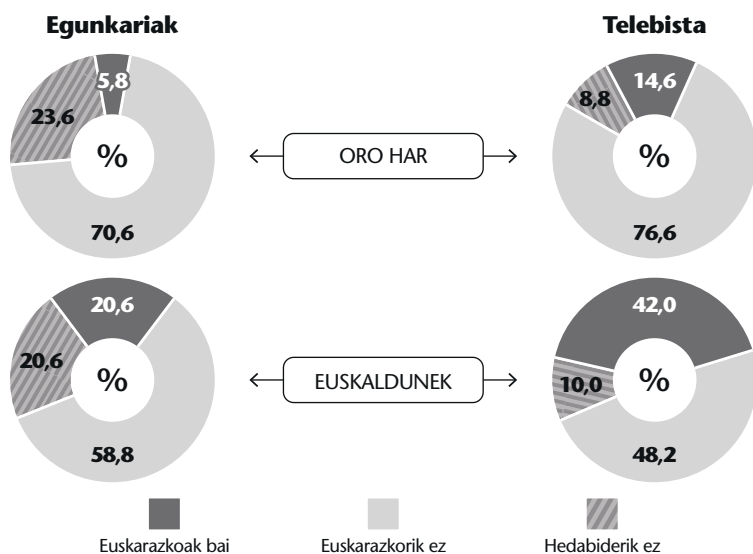 Egunkariak
Telebista
5,8
23,6
%
70,6
ORO HAR
14,6
8,8
%
76,6
20,6
20,6
%
58,8
EUSKALDUNEK
42,0
10,0
%
48,2
Euskarazkoak bai
Euskarazkorik ez
Hedabiderik ez